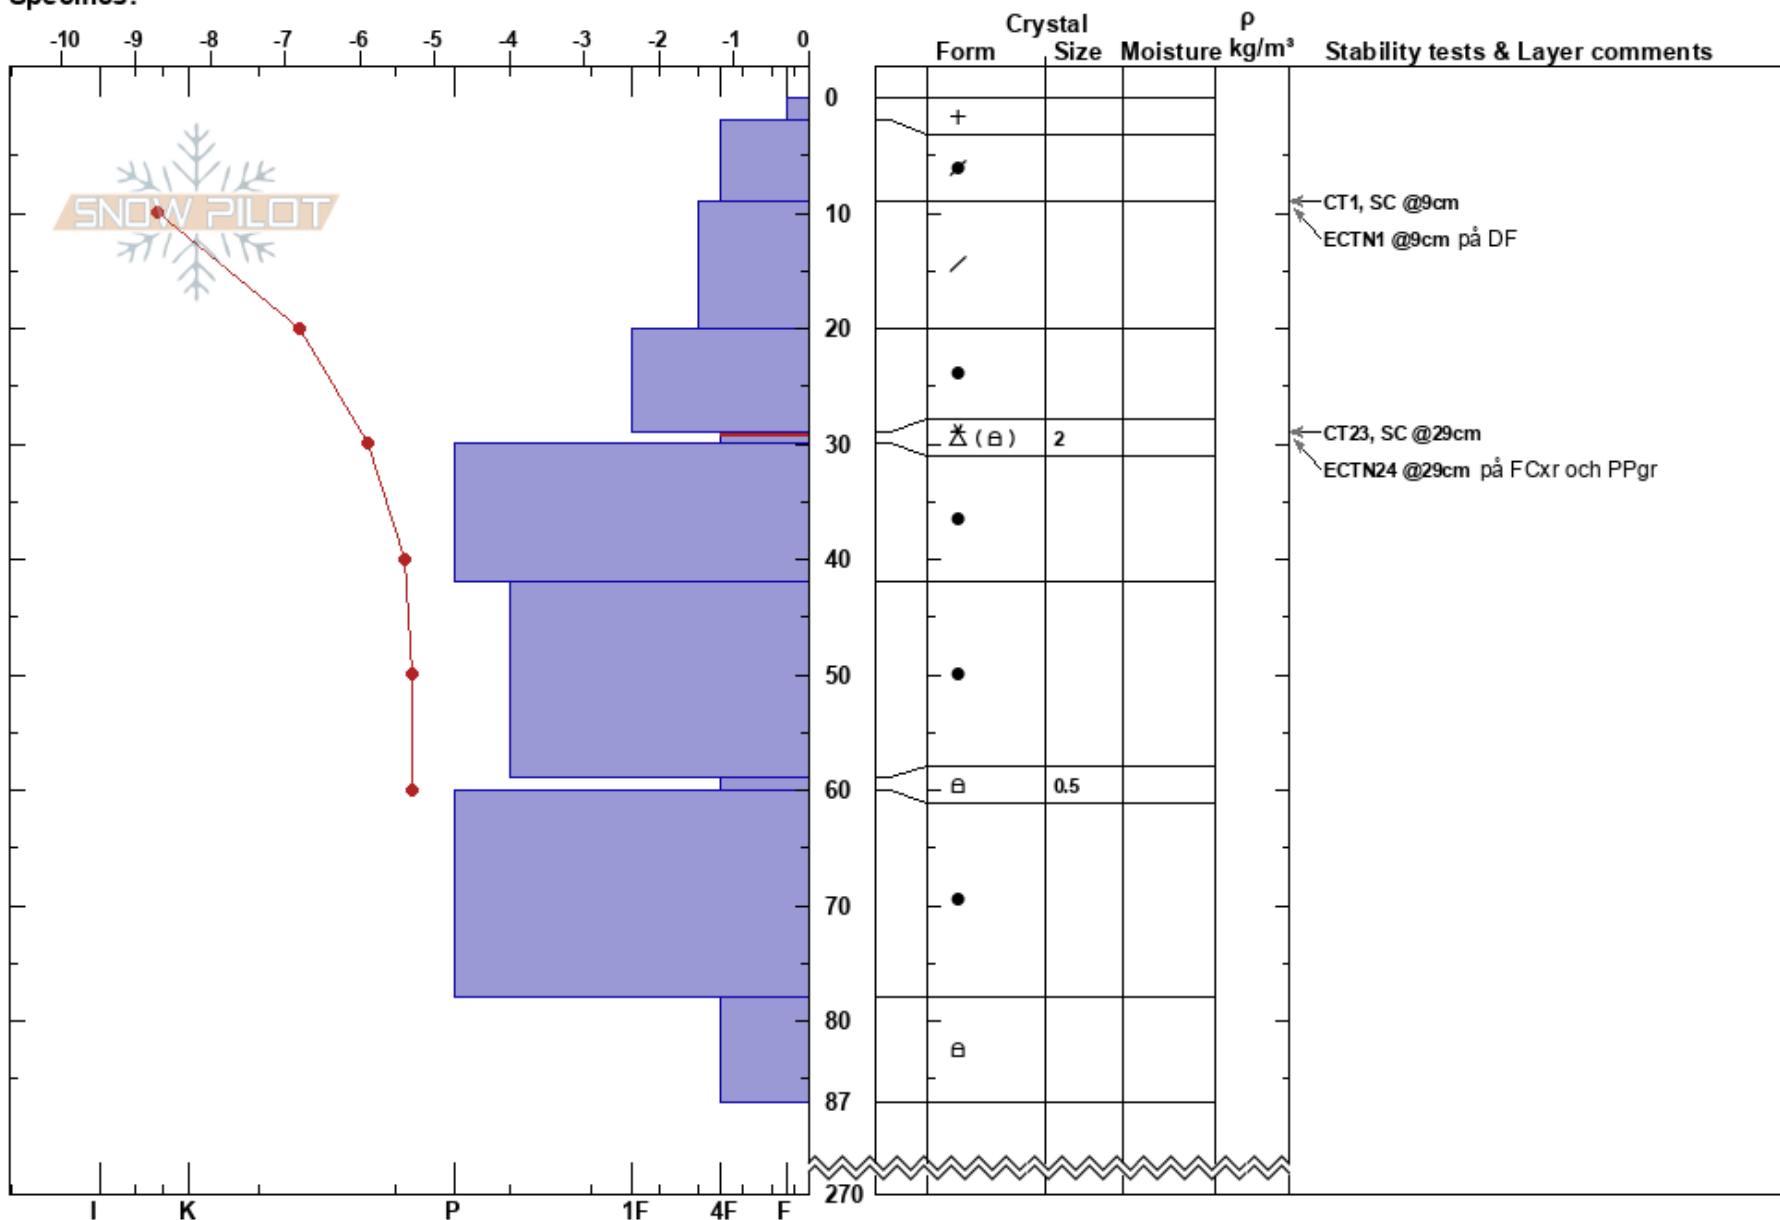 Specifics:
-10 -9 -8 -7 -6 -5 -4 -3 -2 -1 0
Crystal
Form Size Moisture ρ kg/m³ Stability tests & Layer comments
SNOW PILOT
0
10
20
30
40
50
60
70
80
87
270
2
0.5
CT1, SC @9cm
ECTN1 @9cm på DF
CT23, SC @29cm
ECTN24 @29cm på FCxr och PPgr
I K P 1F 4F F